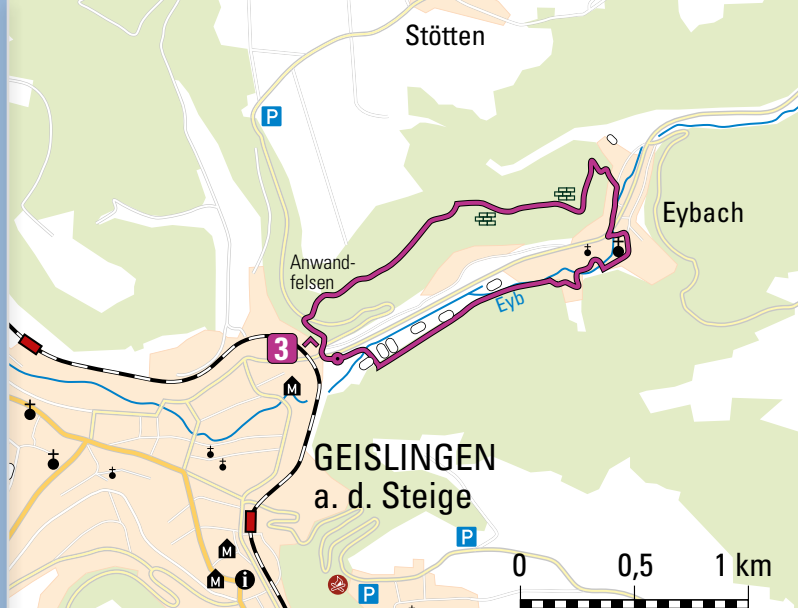 Stötten
P
Eybach
Anwand-
felsen
Eyb
3
M
GEISLINGEN
a. d. Steige
P
0 0,5 1 km
M
M i
P